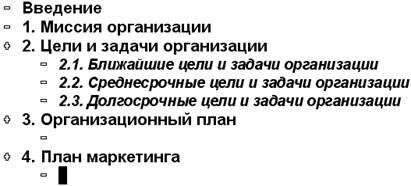 Введение
1. Миссия организации
2. Цели и задачи организации
2.1. Ближайшие цели и задачи организации
2.2. Среднесрочные цели и задачи организации
2.3. Долгосрочные цели и задачи организации
3. Организационный план
4. План маркетинга